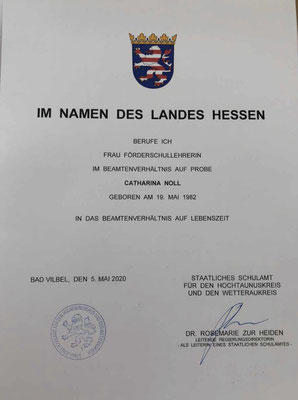 IM NAMEN DES LANDES HESSEN
BERUFE ICH
FRAU FÖRDERSCHULLEHRERIN
IM BEAMTENVERHÄLTNIS AUF PROBE
CATHARINA NOLL
GEBOREN AM 19. MAI 1982
IN DAS BEAMTENVERHÄLTNIS AUF LEBENSZEIT
BAD VILBEL, DEN 5. MAI 2020
STAATLICHES SCHULAMT
FÜR DEN HOCHTAUNUSKREIS
UND DEN WETTERAUKREIS
DR. ROSEMARIE ZUR HEIDEN
LEITENDE REGIERUNGSDIREKTORIN
- ALS LEITERIN EINES STAATLICHEN SCHULAMTES -